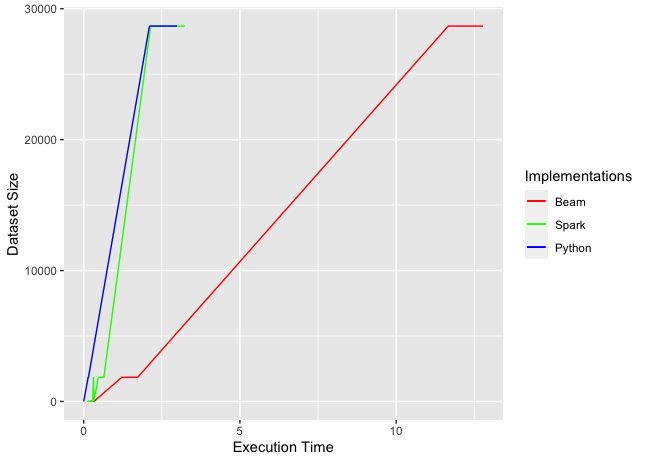 30000
20000
10000
0
Dataset Size
0 5 10
Execution Time
Implementations
Beam
Spark
Python